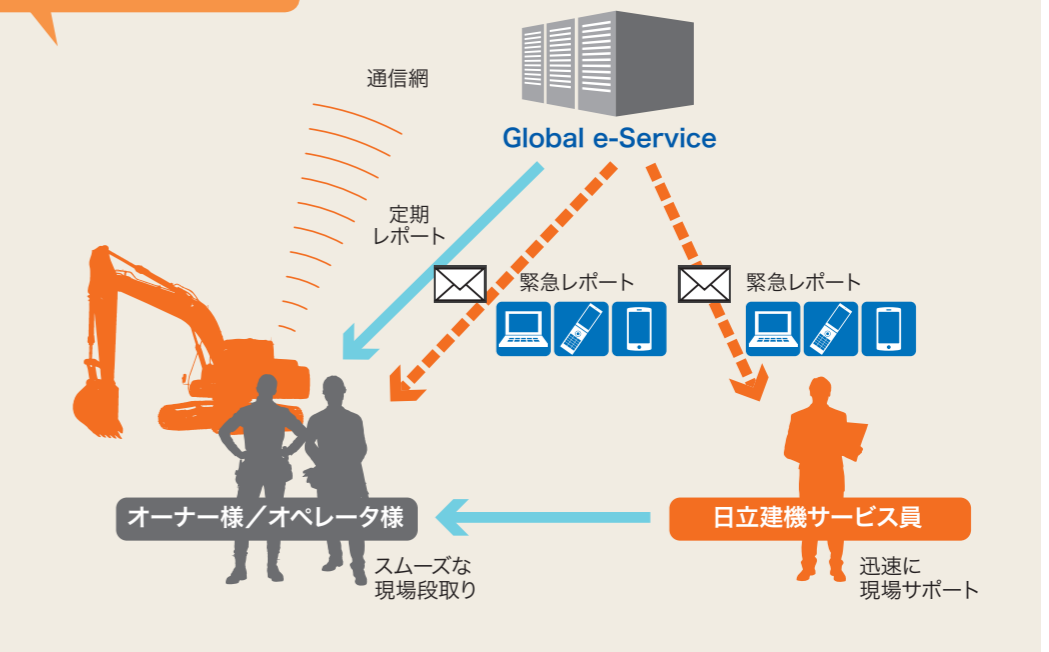 通信網
Global e-Service
定期
レポート
緊急レポート
緊急レポート
オーナー様／オペレータ様
日立建機サービス員
スムーズな
現場段取り
迅速に
現場サポート